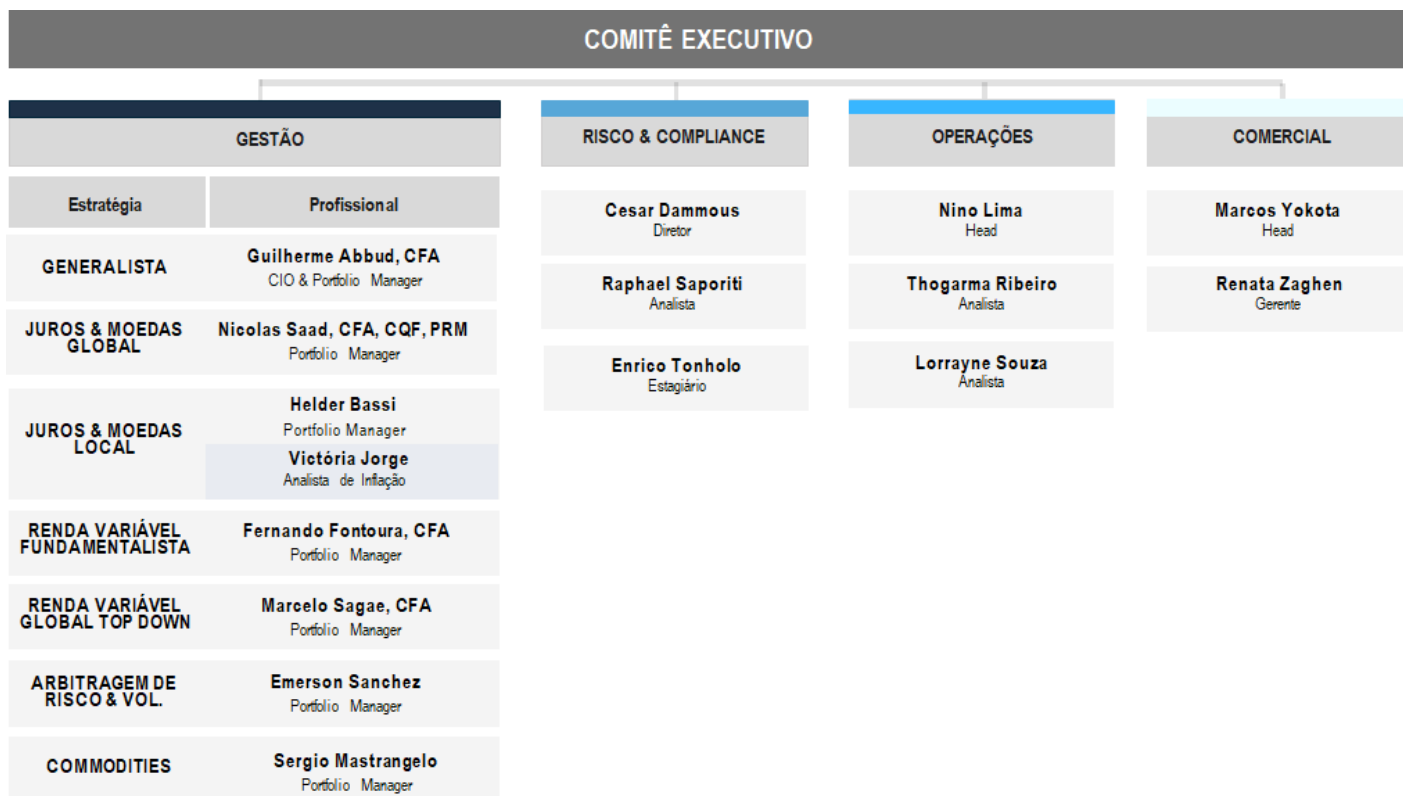 COMITÊ EXECUTIVO
GESTÃO
RISCO & COMPLIANCE
OPERAÇÕES
COMERCIAL
Estratégia
Profissional
GENERALISTA
Guilherme Abbud, CFA
CIO & Portfolio Manager
JUROS & MOEDAS
GLOBAL
Nicolas Saad, CFA, CQF, PRM
Portfolio Manager
JUROS & MOEDAS
LOCAL
Helder Bassi
Portfolio Manager
Victória Jorge
Analista de Inflação
RENDA VARIÁVEL
FUNDAMENTALISTA
Fernando Fontoura, CFA
Portfolio Manager
RENDA VARIÁVEL
GLOBAL TOP DOWN
Marcelo Sagae, CFA
Portfolio Manager
ARBITRAGEM DE
RISCO & VOL.
Emerson Sanchez
Portfolio Manager
COMMODITIES
Sergio Mastrangelo
Portfolio Manager
Cesar Dammous
Diretor
Raphael Saporiti
Analista
Enrico Tonholo
Estagiário
Nino Lima
Head
Thogarma Ribeiro
Analista
Lorrayne Souza
Analista
Marcos Yokota
Head
Renata Zaghen
Gerente